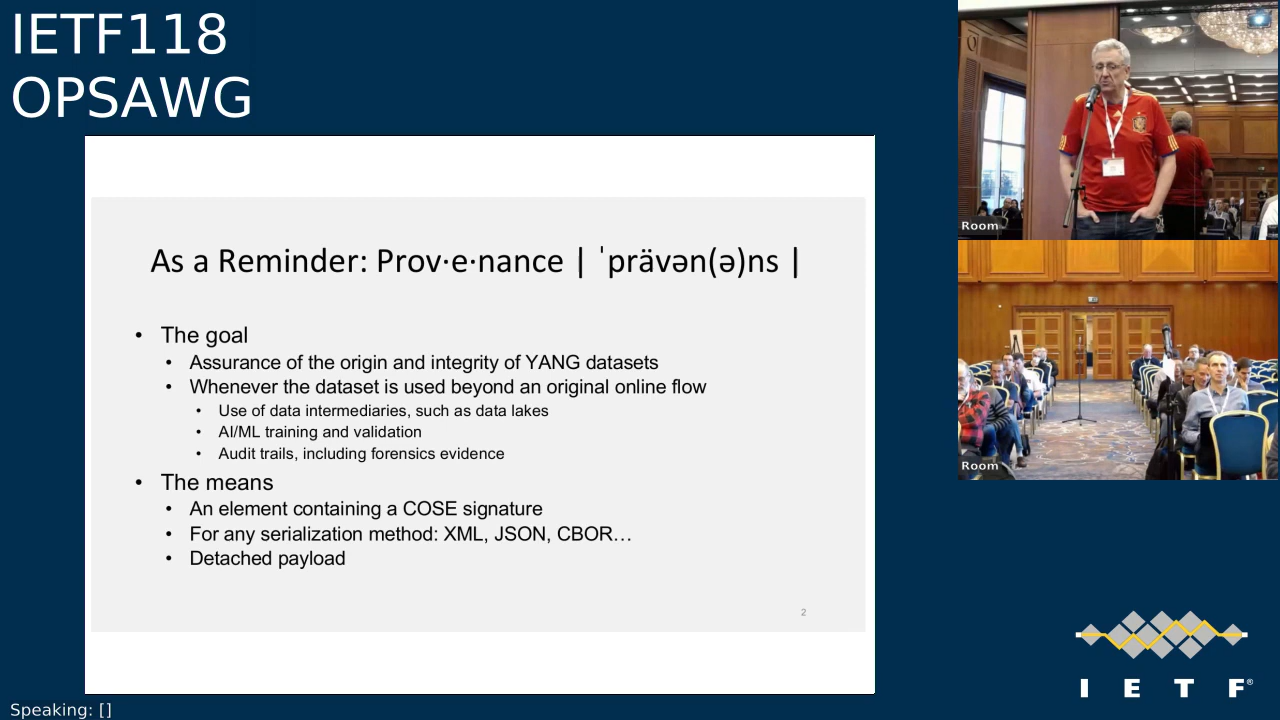 IETF118
OPSAWG
As a Reminder: Prov·e·nance | ˈprävən(ə)ns |
• The goal
• Assurance of the origin and integrity of YANG datasets
• Whenever the dataset is used beyond an original online flow
• Use of data intermediaries, such as data lakes
• AI/ML training and validation
• Audit trails, including forensics evidence
• The means
• An element containing a COSE signature
• For any serialization method: XML, JSON, CBOR…
• Detached payload
2
Room
Room
I E T F®
Speaking: []